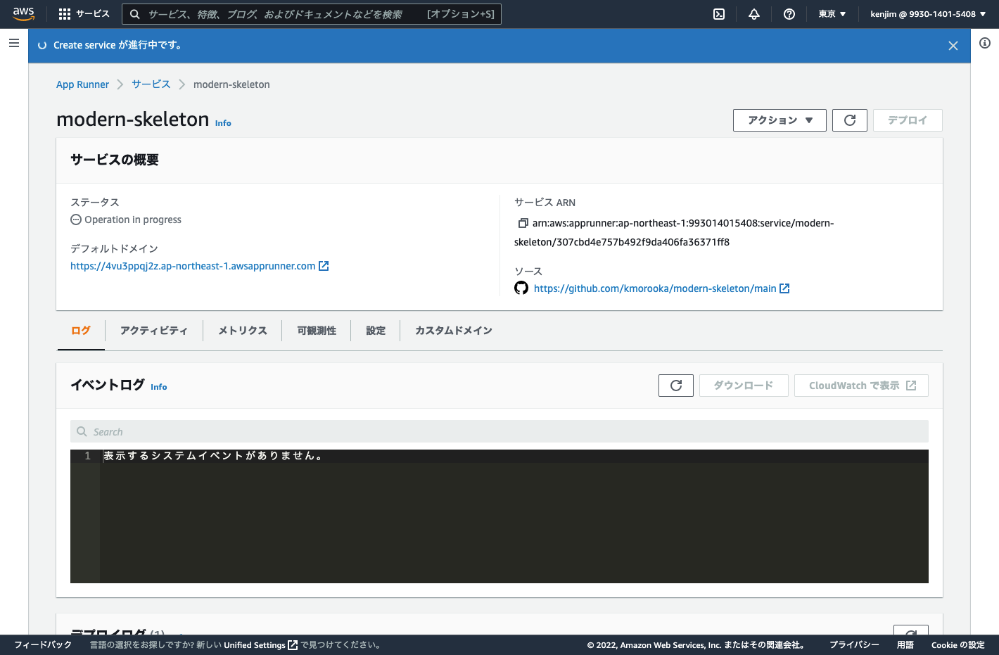 aws
サービス
サービス、特徴、ブログ、およびドキュメントなどを検索
[オプション+S]
東京 ▼
kenjim @ 9930-1401-5408 ▼
Create service が進行中です。
App Runner
サービス
modern-skeleton
modern-skeleton Info
アクション ▼
デプロイ
サービスの概要
ステータス
Operation in progress
デフォルトドメイン
https://4vu3ppqj2z.ap-northeast-1.awsapprunner.com
サービス ARN
arn:aws:apprunner:ap-northeast-1:993014015408:service/modern-
skeleton/307cbd4e757b492f9da406fa36371ff8
ソース
https://github.com/kmorooka/modern-skeleton/main
ログ
アクティビティ
メトリクス
可観測性
設定
カスタムドメイン
イベントログ Info
ダウンロード
CloudWatch で表示
Search
1 表示するシステムイベントがありません。
デプロイログ (1)
フィードバック
言語の選択をお探しですか? 新しい Unified Settings で見つけてください。
© 2022, Amazon Web Services, Inc. またはその関連会社。
プライバシー
用語
Cookie の設定